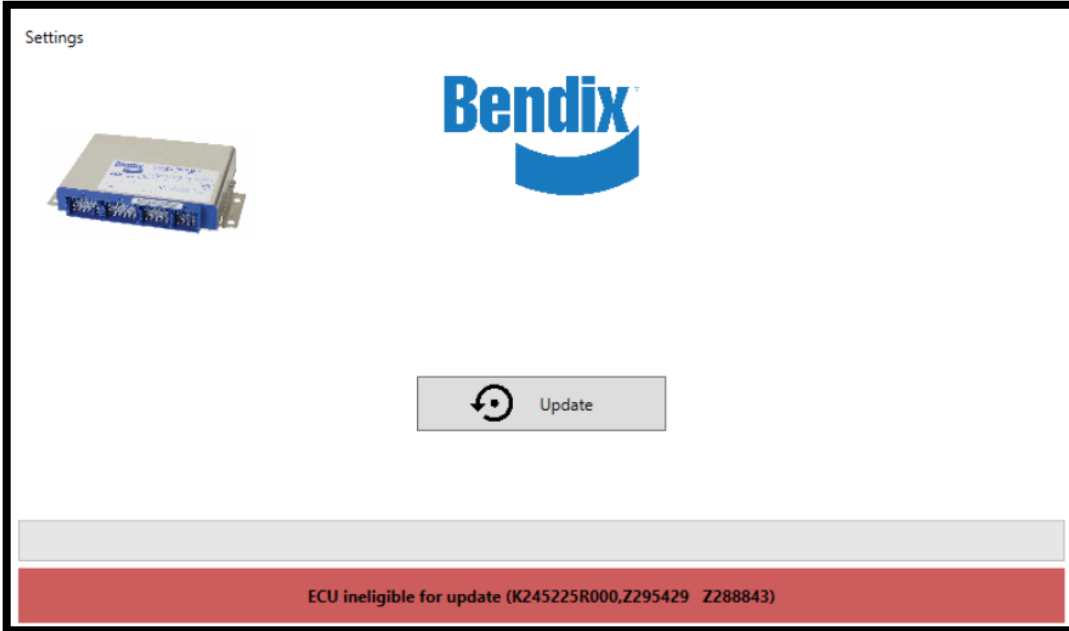 Settings
Bendix
Update
ECU ineligible for update (K245225R000,Z295429   Z288843)